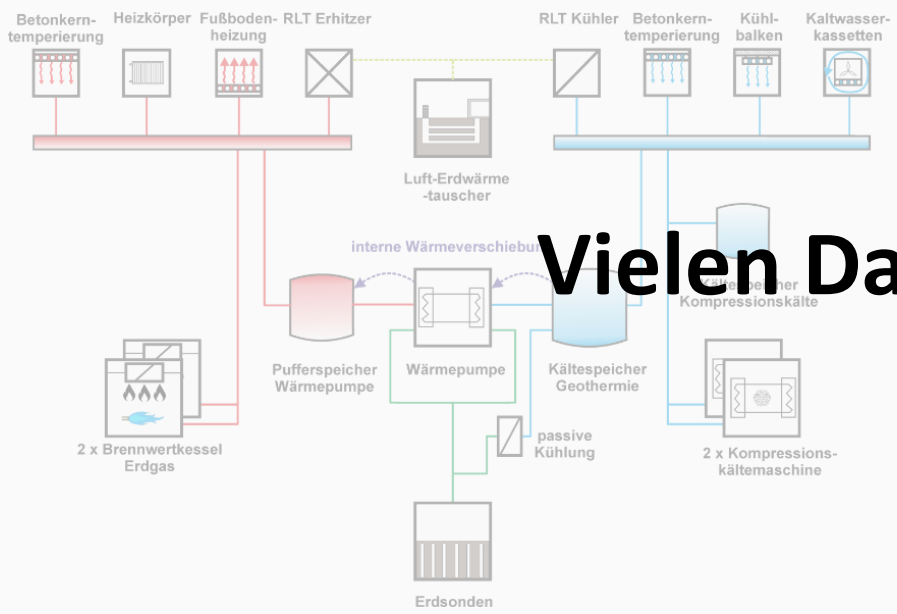 Betonkern-
temperierung
Heizkörper
Fußboden-
heizung
RLT Erhitzer
RLT Kühler
Betonkern-
temperierung
Kühl-
balken
Kaltwasser-
kassetten
Luft-Erdwärme
-tauscher
interne Wärmeverschiebun
Vielen Da
Kältespeicher
Kompressionskälte
Pufferspeicher
Wärmepumpe
Wärmepumpe
Kältespeicher
Geothermie
2 x Brennwertkessel
Erdgas
passive
Kühlung
2 x Kompressions-
kältemaschine
Erdsonden